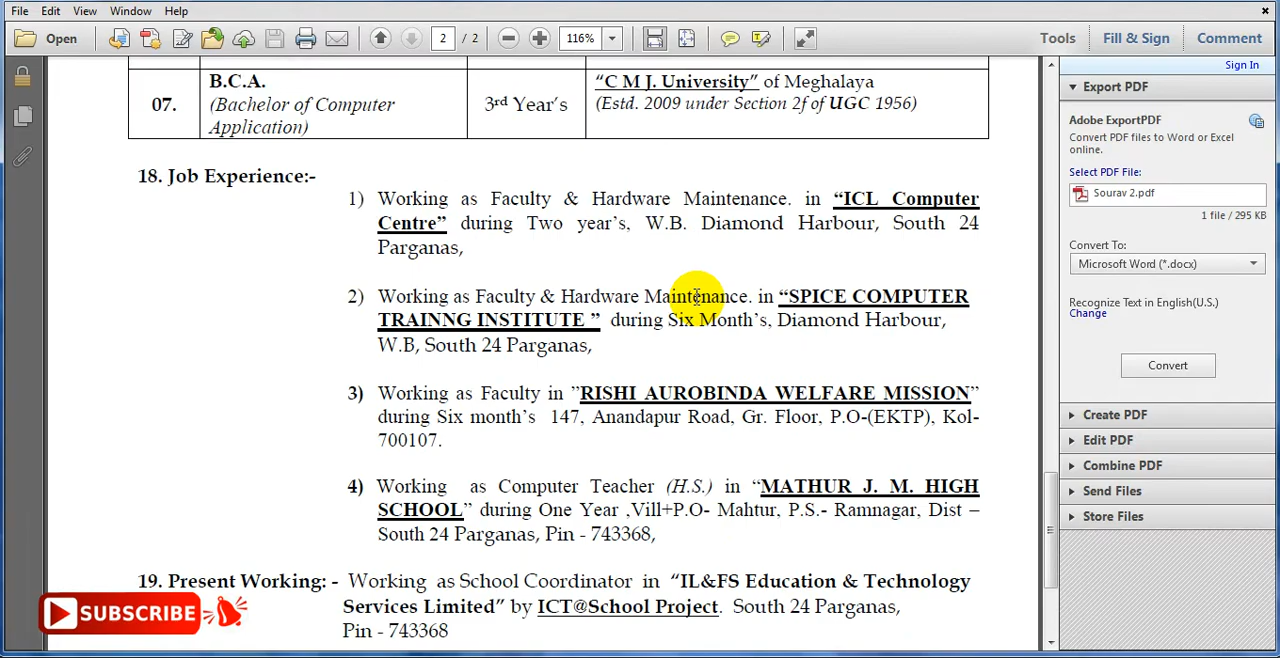 File Edit View Window Help ×
Open 2 / 2 116% Tools Fill & Sign Comment
Sign In
Export PDF
Adobe ExportPDF
Convert PDF files to Word or Excel
online.
Select PDF File:
Sourav 2.pdf
1 file / 295 KB
Convert To:
Microsoft Word (*.docx)
Recognize Text in English(U.S.)
Change
Convert
Create PDF
Edit PDF
Combine PDF
Send Files
Store Files
07.
B.C.A.
(Bachelor of Computer
Application)
3rd Year’s
“C M J. University” of Meghalaya
(Estd. 2009 under Section 2f of UGC 1956)
18. Job Experience:-
1) Working as Faculty & Hardware Maintenance. in “ICL Computer
Centre” during Two year’s, W.B. Diamond Harbour, South 24
Parganas,
2) Working as Faculty & Hardware Maintenance. in “SPICE COMPUTER
TRAINNG INSTITUTE ” during Six Month’s, Diamond Harbour,
W.B, South 24 Parganas,
3) Working as Faculty in ”RISHI AUROBINDA WELFARE MISSION”
during Six month’s 147, Anandapur Road, Gr. Floor, P.O-(EKTP), Kol-
700107.
4) Working as Computer Teacher (H.S.) in “MATHUR J. M. HIGH
SCHOOL” during One Year ,Vill+P.O- Mahtur, P.S.- Ramnagar, Dist –
South 24 Parganas, Pin - 743368,
19. Present Working: - Working as School Coordinator in “IL&FS Education & Technology
Services Limited” by ICT@School Project. South 24 Parganas,
Pin - 743368
SUBSCRIBE